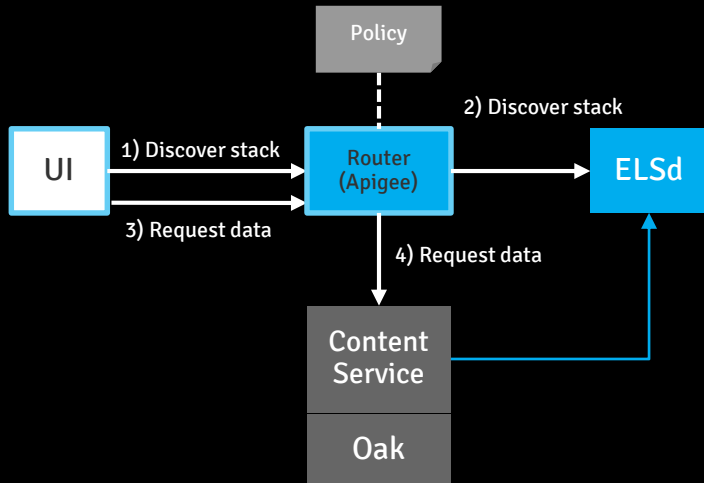 Policy
2) Discover stack
1) Discover stack
UI
Router
(Apigee)
ELSd
3) Request data
4) Request data
Content
Service
Oak